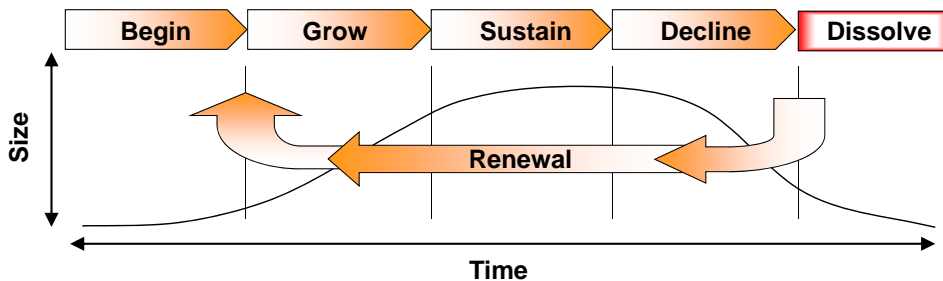 Begin
Grow
Sustain
Decline
Dissolve
Size
Renewal
Time